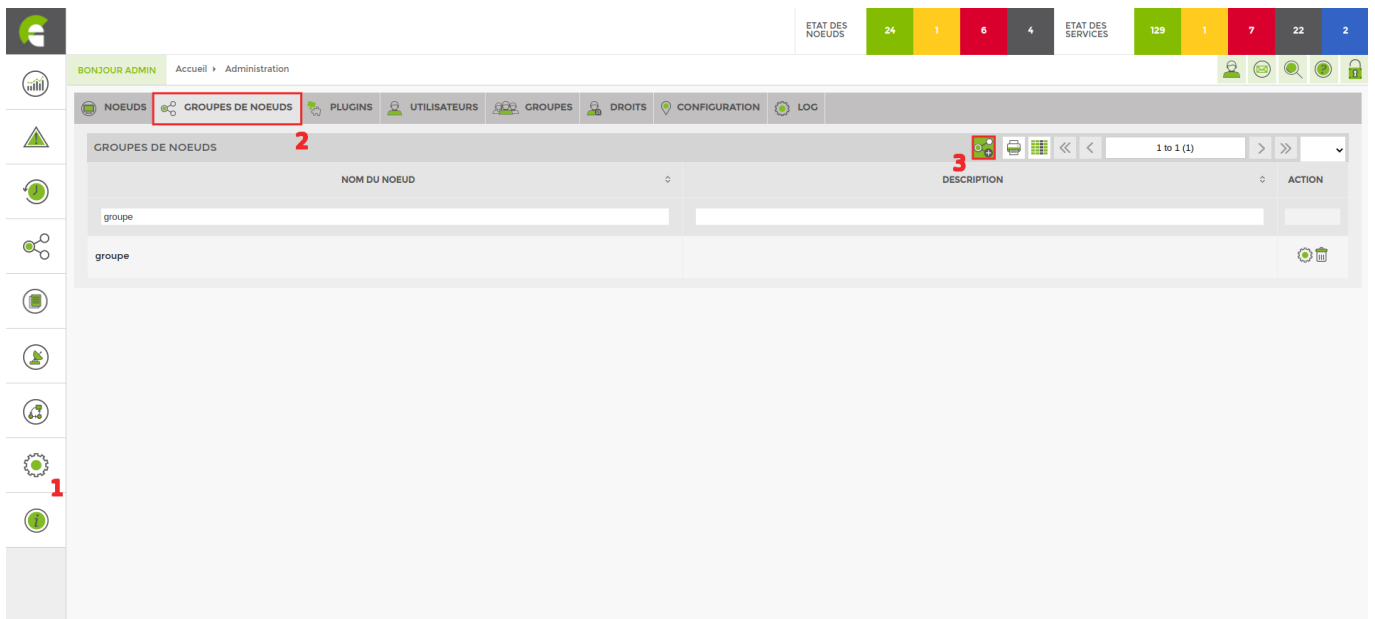 ETAT DES
NOEUDS
24
1
6
4
ETAT DES
SERVICES
129
1
7
22
2
BONJOUR ADMIN
Accueil
Administration
NOEUDS
GROUPES DE NOEUDS
PLUGINS
UTILISATEURS
GROUPES
DROITS
CONFIGURATION
LOG
2
GROUPES DE NOEUDS
3
1 to 1 (1)
NOM DU NOEUD
DESCRIPTION
ACTION
groupe
groupe
1